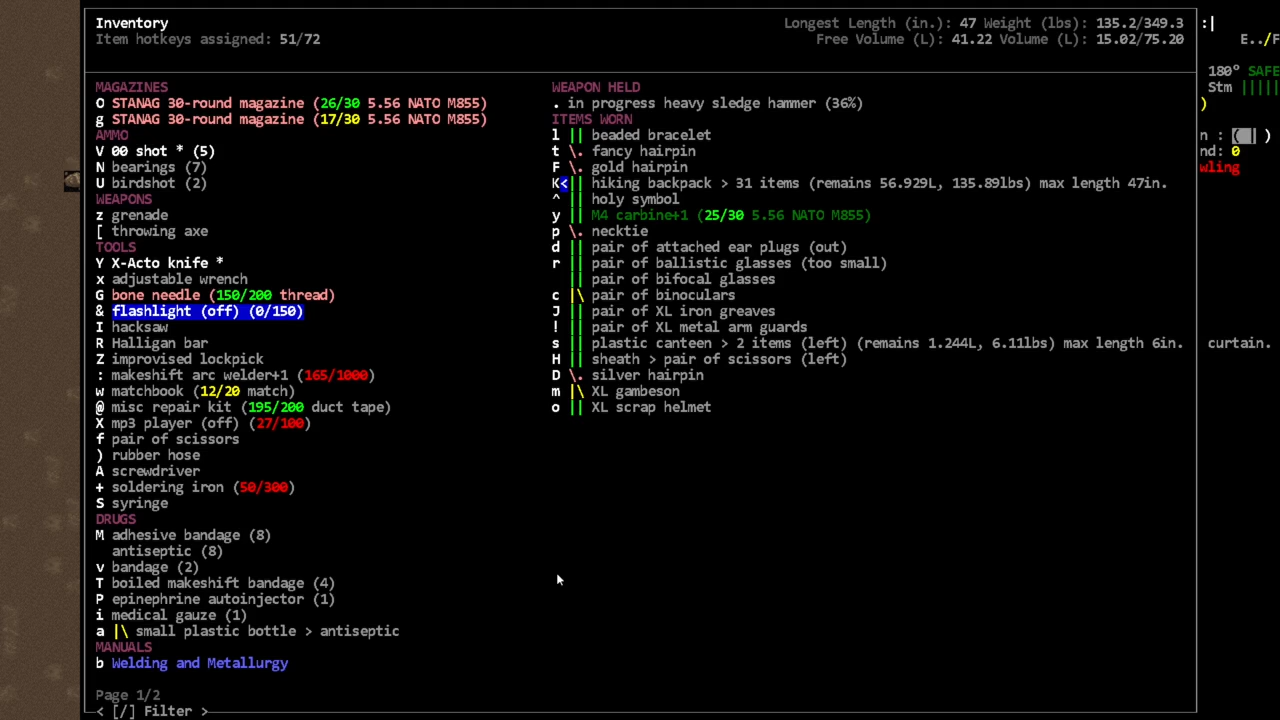 Inventory
Item hotkeys assigned: 51/72
Longest Length (in.): 47 Weight (lbs): 135.2/349.3
Free Volume (L): 41.22 Volume (L): 15.02/75.20
MAGAZINES
O STANAG 30-round magazine (26/30 5.56 NATO M855)
g STANAG 30-round magazine (17/30 5.56 NATO M855)
AMMO
V 00 shot * (5)
N bearings (7)
U birdshot (2)
WEAPONS
z grenade
[ throwing axe
TOOLS
Y X-Acto knife *
x adjustable wrench
G bone needle (150/200 thread)
& flashlight (off) (0/150)
I hacksaw
R Halligan bar
Z improvised lockpick
: makeshift arc welder+1 (165/1000)
w matchbook (12/20 match)
@ misc repair kit (195/200 duct tape)
X mp3 player (off) (27/100)
f pair of scissors
) rubber hose
A screwdriver
+ soldering iron (50/300)
S syringe
DRUGS
M adhesive bandage (8)
antiseptic (8)
v bandage (2)
T boiled makeshift bandage (4)
P epinephrine autoinjector (1)
i medical gauze (1)
a |\ small plastic bottle > antiseptic
MANUALS
b Welding and Metallurgy
Page 1/2
< [/] Filter >
WEAPON HELD
. in progress heavy sledge hammer (36%)
ITEMS WORN
l || beaded bracelet
t \. fancy hairpin
F \. gold hairpin
K<|| hiking backpack > 31 items (remains 56.929L, 135.89lbs) max length 47in.
^ || holy symbol
y || M4 carbine+1 (25/30 5.56 NATO M855)
p \. necktie
d || pair of attached ear plugs (out)
r || pair of ballistic glasses (too small)
|| pair of bifocal glasses
c |\ pair of binoculars
J || pair of XL iron greaves
! || pair of XL metal arm guards
s || plastic canteen > 2 items (left) (remains 1.244L, 6.11lbs) max length 6in.
H || sheath > pair of scissors (left)
D \. silver hairpin
m |\ XL gambeson
o || XL scrap helmet
:|
E../F
180° SAFE
Stm |||||
)
n : ( || )
nd: 0
wling
curtain.